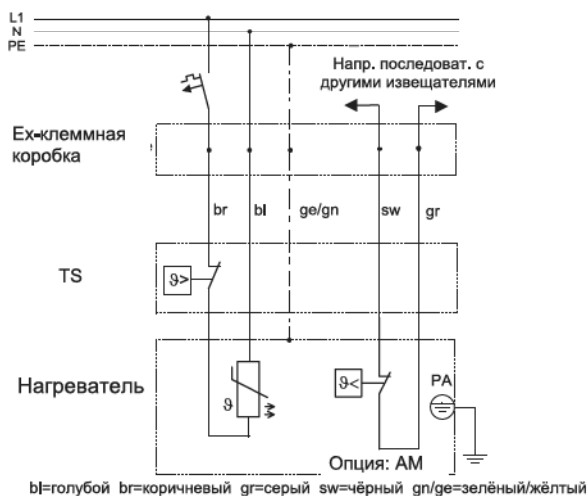 L1
N
PE
Напр. последоват. с
другими извещателями
Ex-клеммная
коробка
br bl ge/gn sw gr
TS
ϑ>
Нагреватель
ϑ
ϑ<
PA
Опция: AM
bl=голубой br=коричневый gr=серый sw=чёрный gn/ge=зелёный/жёлтый